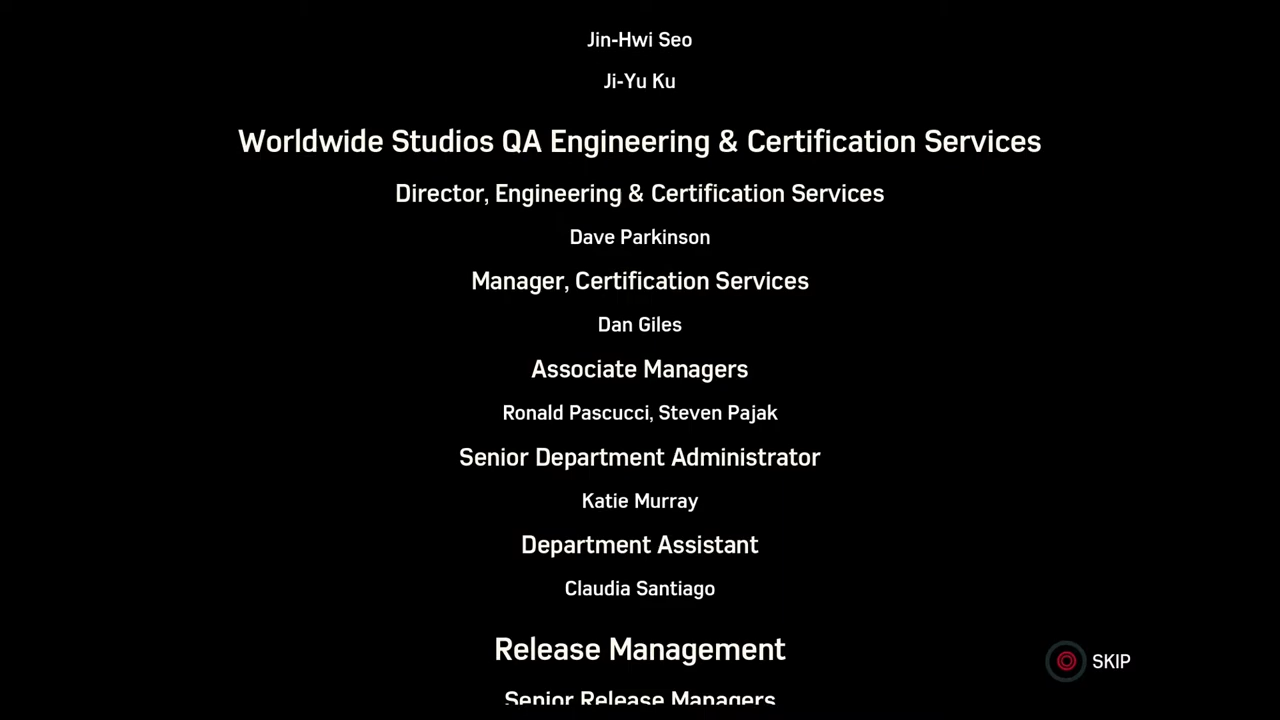 Jin-Hwi Seo
Ji-Yu Ku
Worldwide Studios QA Engineering & Certification Services
Director, Engineering & Certification Services
Dave Parkinson
Manager, Certification Services
Dan Giles
Associate Managers
Ronald Pascucci, Steven Pajak
Senior Department Administrator
Katie Murray
Department Assistant
Claudia Santiago
Release Management
SKIP
Senior Release Managers